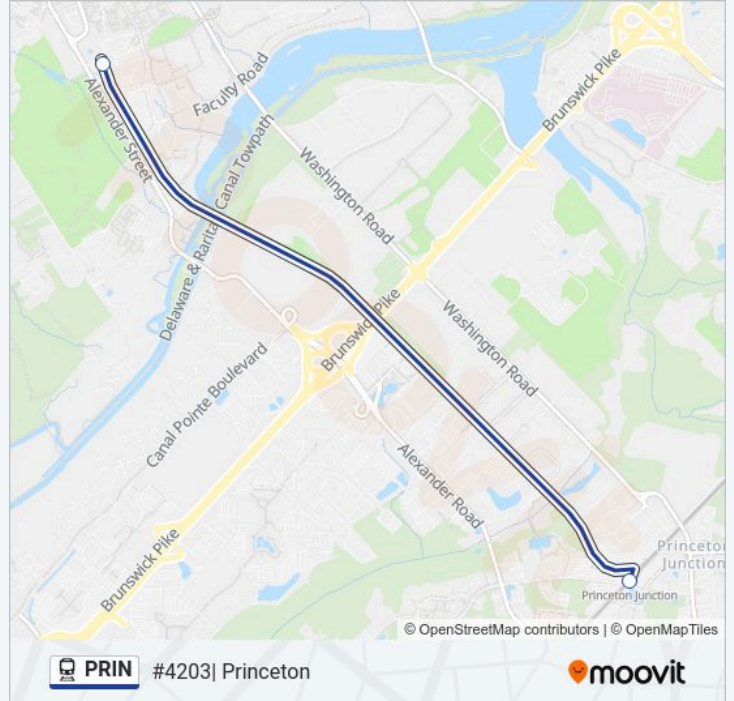 Faculty Road
Brunswick Pike
Alexander Street
Delaware & Raritan Canal Towpath
Washington Road
Brunswick Pike
Washington Road
Canal Pointe Boulevard
Alexander Road
Brunswick Pike
Princeton
Junction
Princeton Junction
© OpenStreetMap contributors | © OpenMapTiles
PRIN #4203| Princeton
moovit